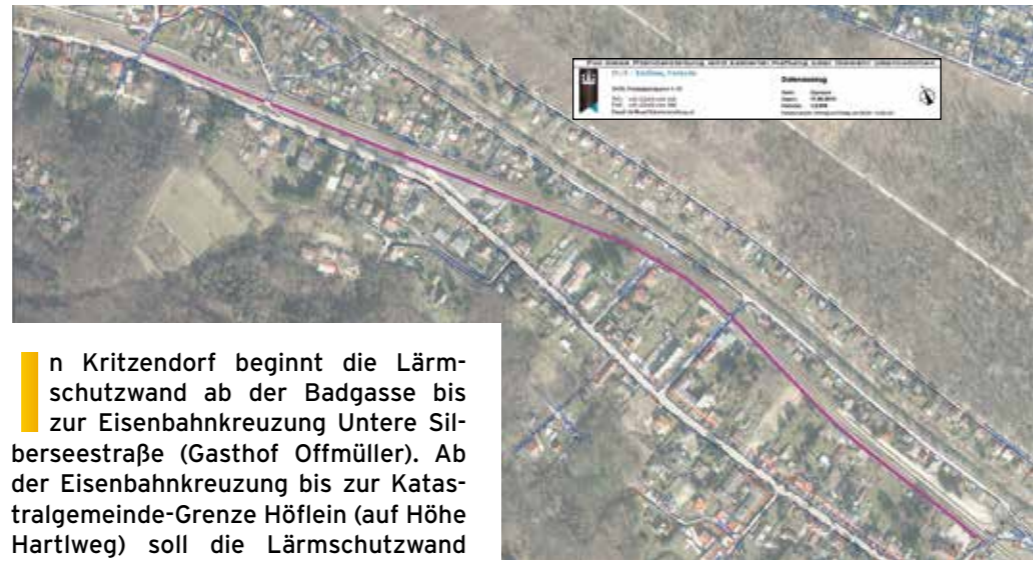 In Kritzendorf beginnt die Lärm-
schutzwand ab der Badgasse bis
zur Eisenbahnkreuzung Untere Sil-
berseestraße (Gasthof Offmüller). Ab
der Eisenbahnkreuzung bis zur Katas-
tralgemeinde-Grenze Höflein (auf Höhe
Hartlweg) soll die Lärmschutzwand